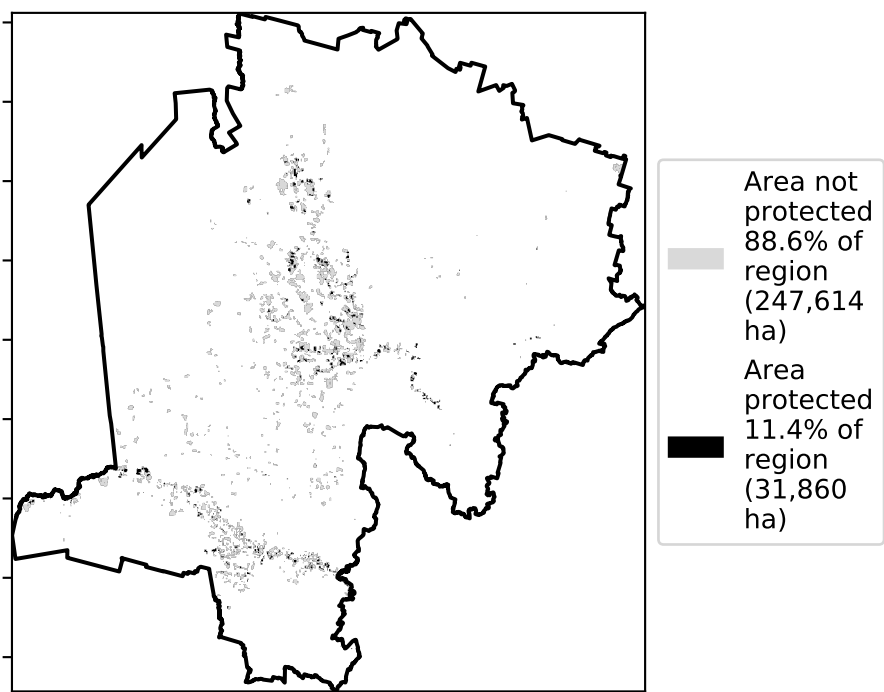 Area not
protected
88.6% of
region
(247,614
ha)
Area
protected
11.4% of
region
(31,860
ha)